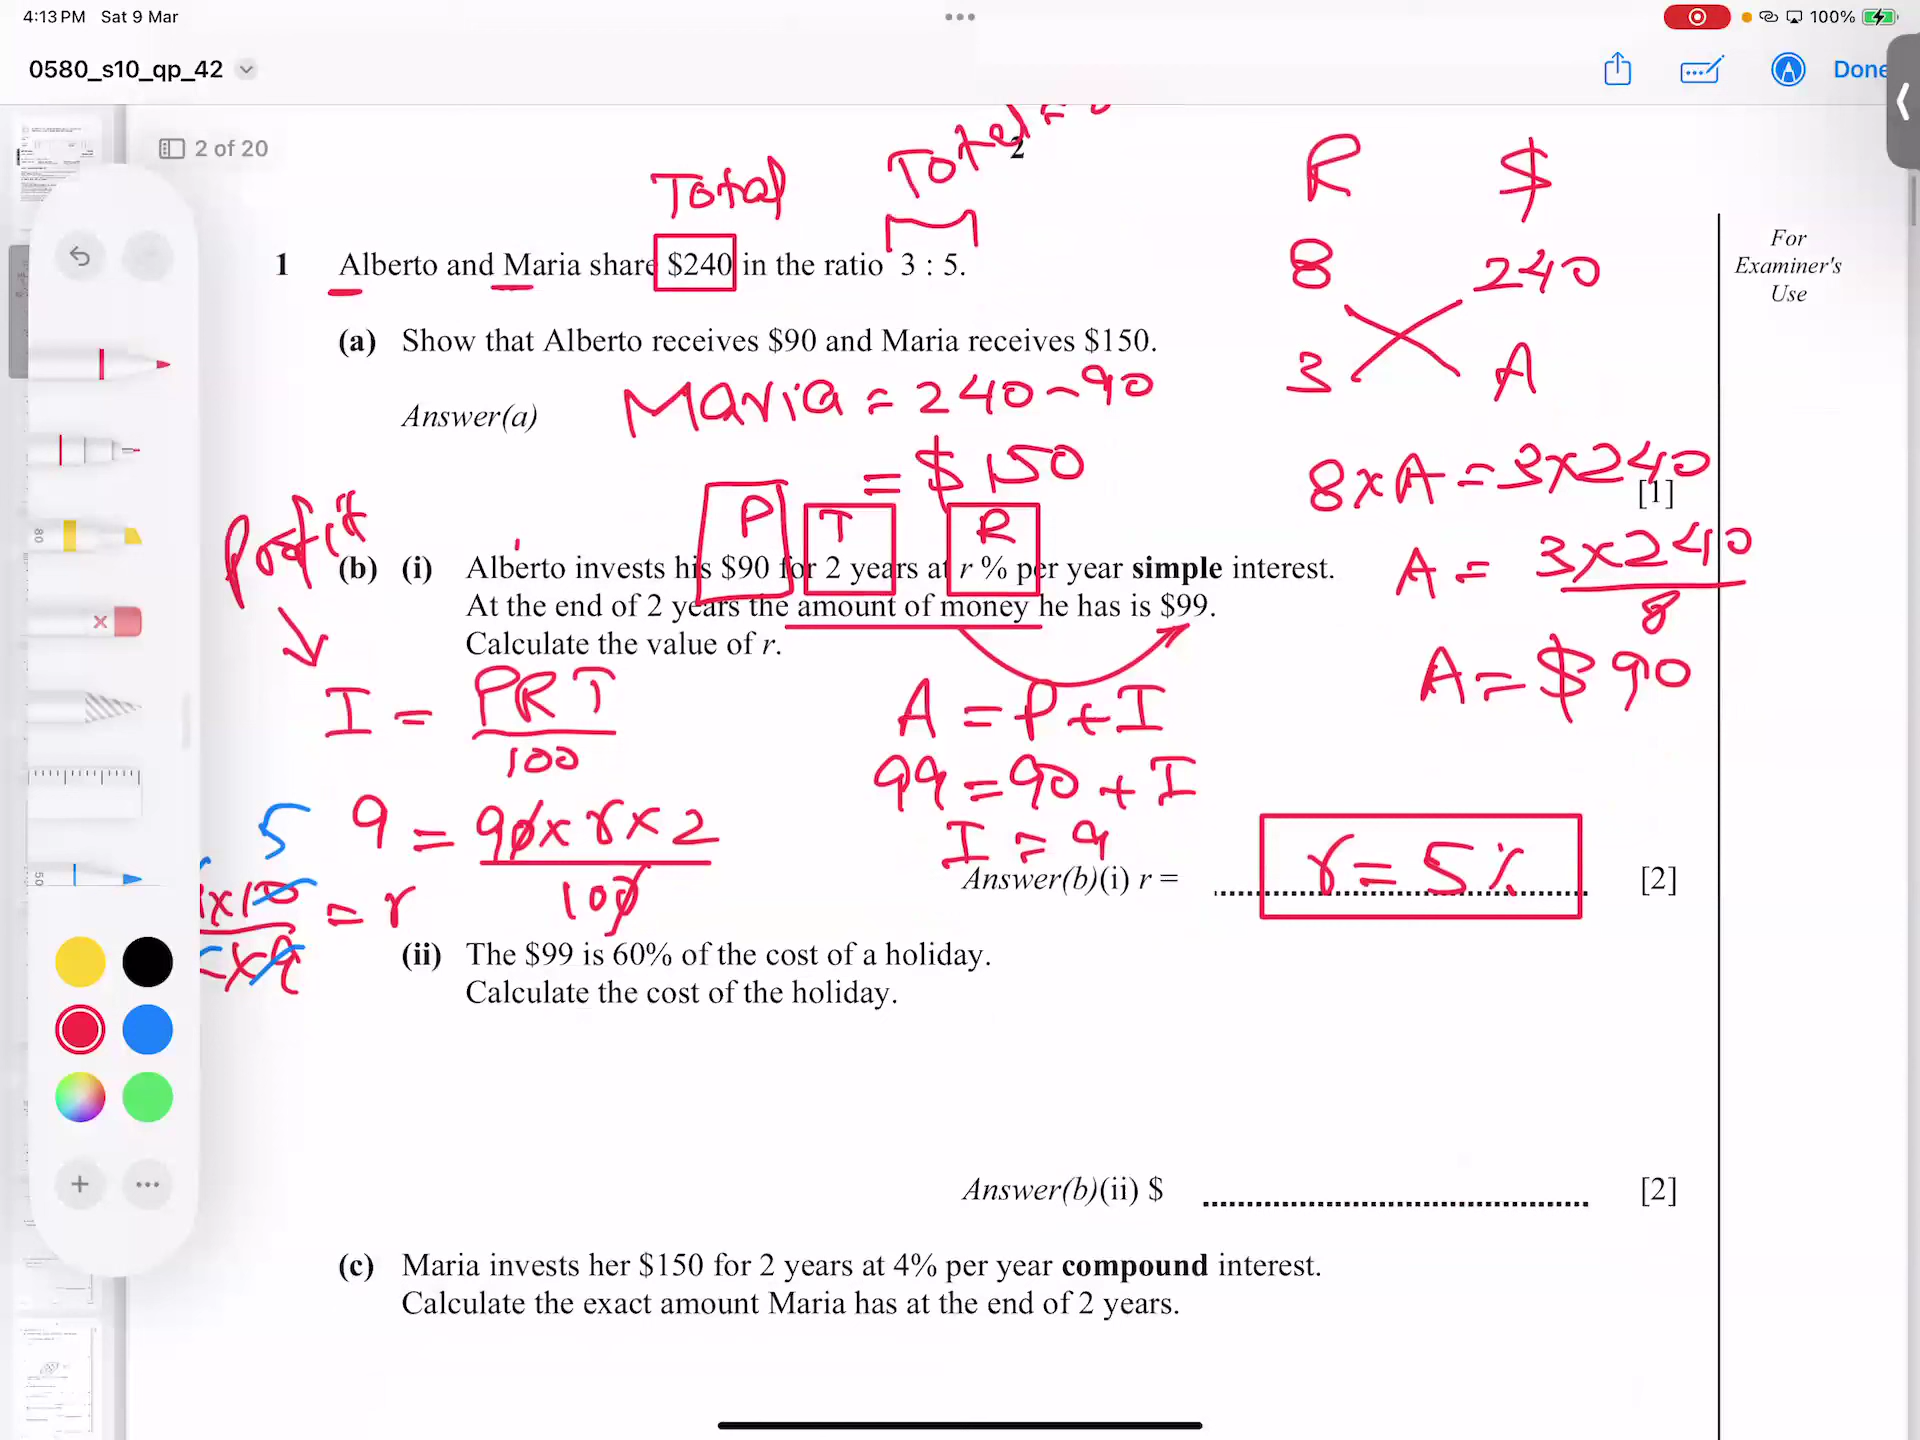 4:13 PM Sat 9 Mar
100%
0580_s10_qp_42
Done
2 of 20
2
Total
Total =
R $
8 240
3 A
For
Examiner's
Use
1 Alberto and Maria share $240 in the ratio 3 : 5.
(a) Show that Alberto receives $90 and Maria receives $150.
Answer(a)
Maria = 240 - 90
= $ 150
8 x A = 3 x 240
[1]
A = 3 x 240
8
A = $ 90
Profit
P T R
(b) (i) Alberto invests his $90 for 2 years at r % per year simple interest.
At the end of 2 years the amount of money he has is $99.
Calculate the value of r.
I = PRT
100
A = P + I
99 = 90 + I
I = 9
5
9 = 90 x r x 2
100
x10 = r
x9
Answer(b)(i) r =
r = 5%
[2]
(ii) The $99 is 60% of the cost of a holiday.
Calculate the cost of the holiday.
Answer(b)(ii) $
[2]
(c) Maria invests her $150 for 2 years at 4% per year compound interest.
Calculate the exact amount Maria has at the end of 2 years.
80
50